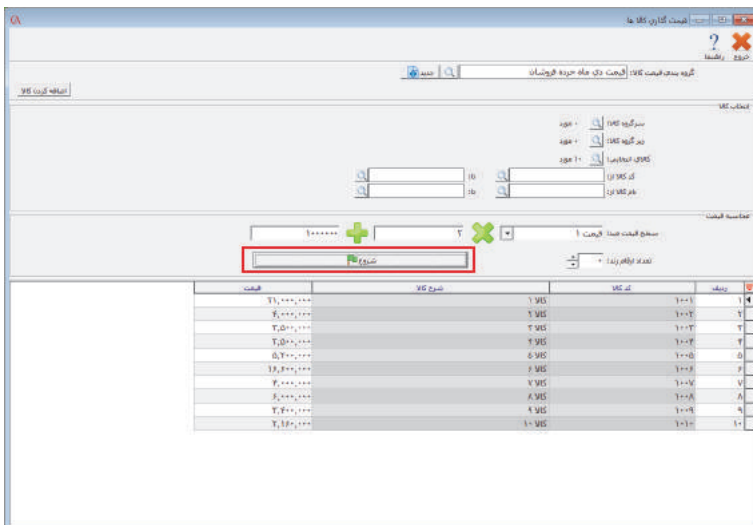 قیمت گذاری کالا ها
خروج
راهنما
گروه بندی قیمت کالا: قیمت دی ماه خرده فروشان
جدید
اضافه کردن کالا
انتخاب کالا
سرگروه کالا: ۰ مورد
زیر گروه کالا: ۰ مورد
کالای انتخابی: ۱۰ مورد
کد کالا از: تا:
نام کالا از: تا:
محاسبه قیمت
سطح قیمت مبدا: قیمت ۱ ۲ ۱۰۰۰۰۰۰
تعداد ارقام رند: ۰ شروع
ردیف کد کالا شرح کالا قیمت
۱ ۱۰۰۱ کالا ۱ ۲۱,۰۰۰,۰۰۰
۲ ۱۰۰۲ کالا ۲ ۴,۰۰۰,۰۰۰
۳ ۱۰۰۳ ۳,۵۰۰,۰۰۰
۴ ۱۰۰۴ کالا ۴ ۲,۵۰۰,۰۰۰
۵ ۱۰۰۵ کالا ۵ ۵,۲۰۰,۰۰۰
۶ ۱۰۰۶ کالا ۶ ۱۶,۶۰۰,۰۰۰
۷ ۱۰۰۷ کالا ۷ ۴,۰۰۰,۰۰۰
۸ ۱۰۰۸ کالا ۸ ۶,۰۰۰,۰۰۰
۹ ۱۰۰۹ کالا ۹ ۲,۴۰۰,۰۰۰
۱۰ ۱۰۱۰ کالا ۱۰ ۲,۱۶۰,۰۰۰